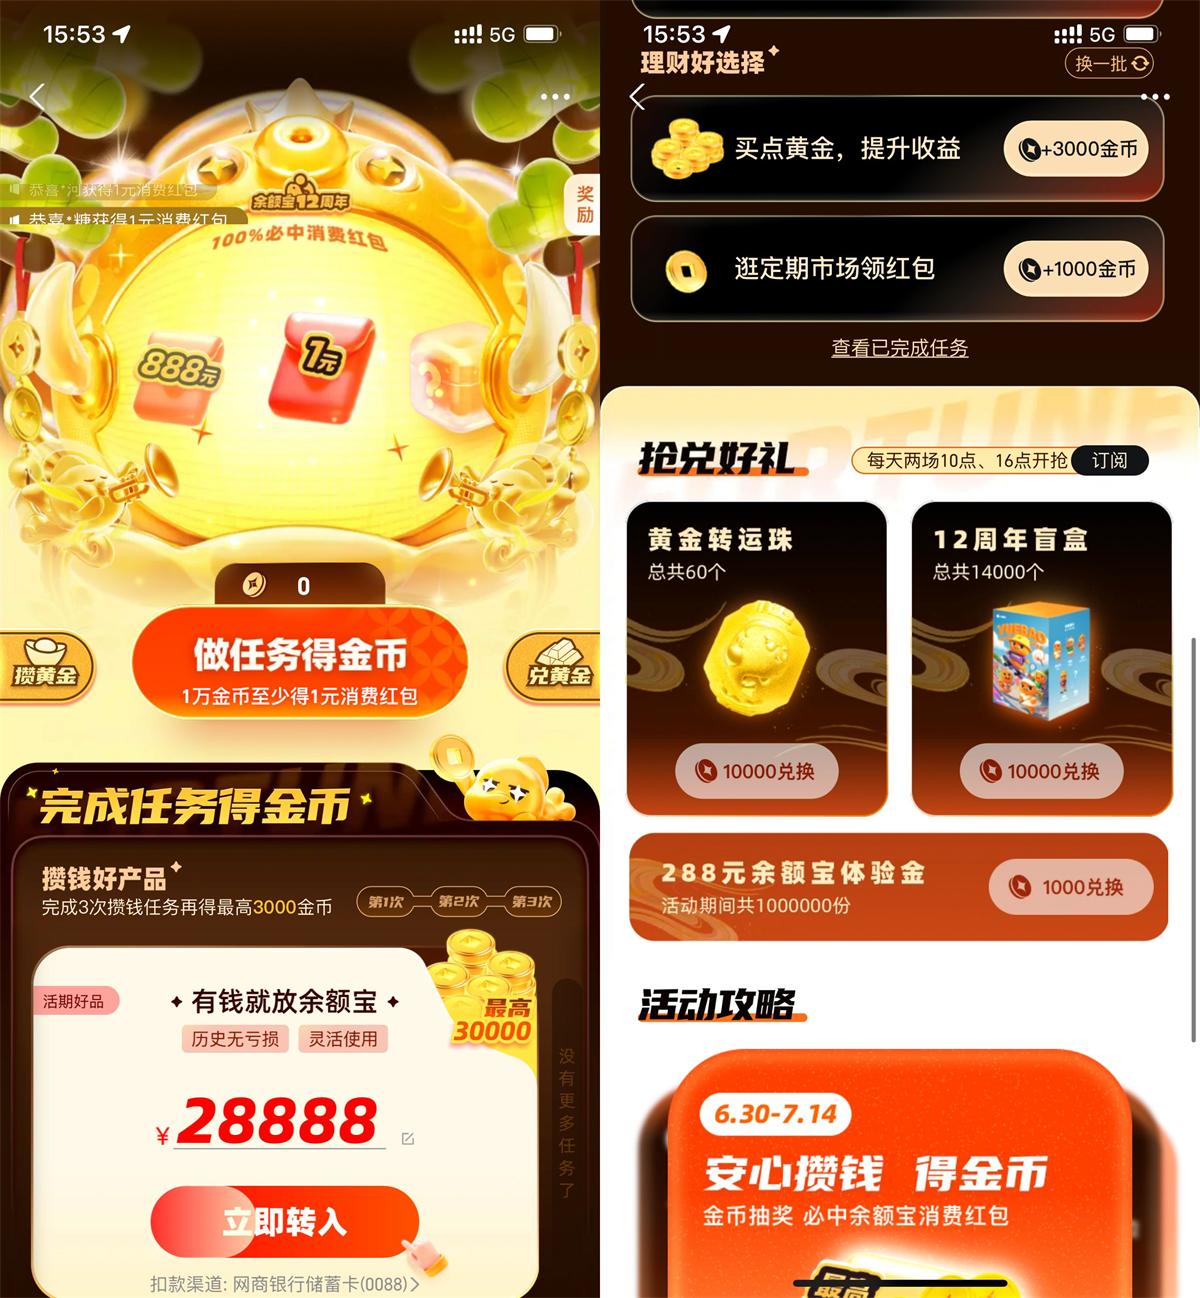 15:53
5G
恭喜*河获得1元消费红包
恭喜*糖获得1元消费红包
奖励
余额宝12周年
100%必中消费红包
888元
1元
?
0
做任务得金币
1万金币至少得1元消费红包
攒黄金
兑黄金
完成任务得金币
攒钱好产品
完成3次攒钱任务再得最高3000金币
第1次
第2次
第3次
活期好品
有钱就放余额宝
历史无亏损
灵活使用
最高
30000
没有更多任务了
¥28888
立即转入
扣款渠道: 网商银行储蓄卡(0088)
15:53
5G
理财好选择
换一批
买点黄金，提升收益
+3000金币
逛定期市场领红包
+1000金币
查看已完成任务
FORTUNE
抢兑好礼
每天两场10点、16点开抢
订阅
黄金转运珠
总共60个
10000兑换
12周年盲盒
总共14000个
YUEBAO
10000兑换
288元余额宝体验金
活动期间共1000000份
1000兑换
活动攻略
6.30-7.14
安心攒钱 得金币
金币抽奖 必中余额宝消费红包
最高